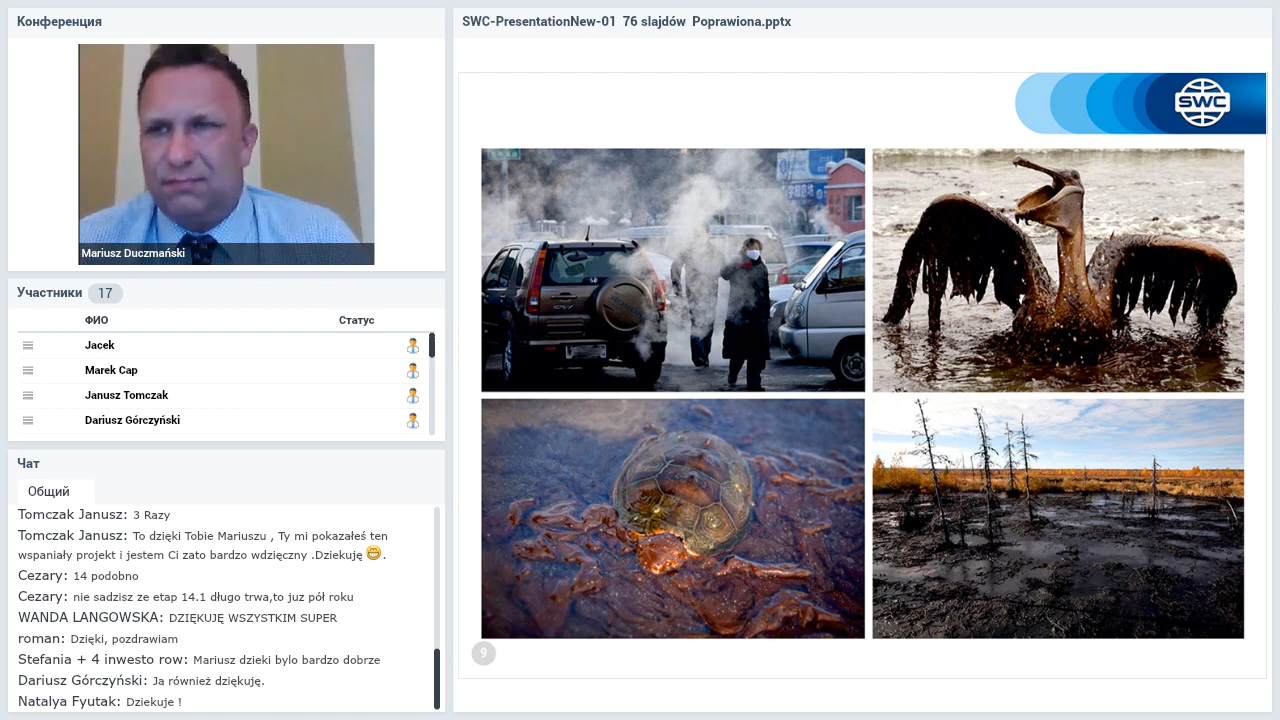 Конференция
Mariusz Duczmański
Участники 17
ФИО Статус
Jacek
Marek Cap
Janusz Tomczak
Dariusz Górczyński
Чат
Общий
Tomczak Janusz: 3 Razy
Tomczak Janusz: To dzięki Tobie Mariuszu , Ty mi pokazałeś ten
wspaniały projekt i jestem Ci zato bardzo wdzięczny .Dziekuję 😁.
Cezary: 14 podobno
Cezary: nie sadzisz ze etap 14.1 długo trwa,to juz pół roku
WANDA LANGOWSKA: DZIĘKUJĘ WSZYSTKIM SUPER
roman: Dzięki, pozdrawiam
Stefania + 4 inwesto row: Mariusz dzieki bylo bardzo dobrze
Dariusz Górczyński: Ja również dziękuję.
Natalya Fyutak: Dziekuje !
SWC-PresentationNew-01 76 slajdów Poprawiona.pptx
SWC
9